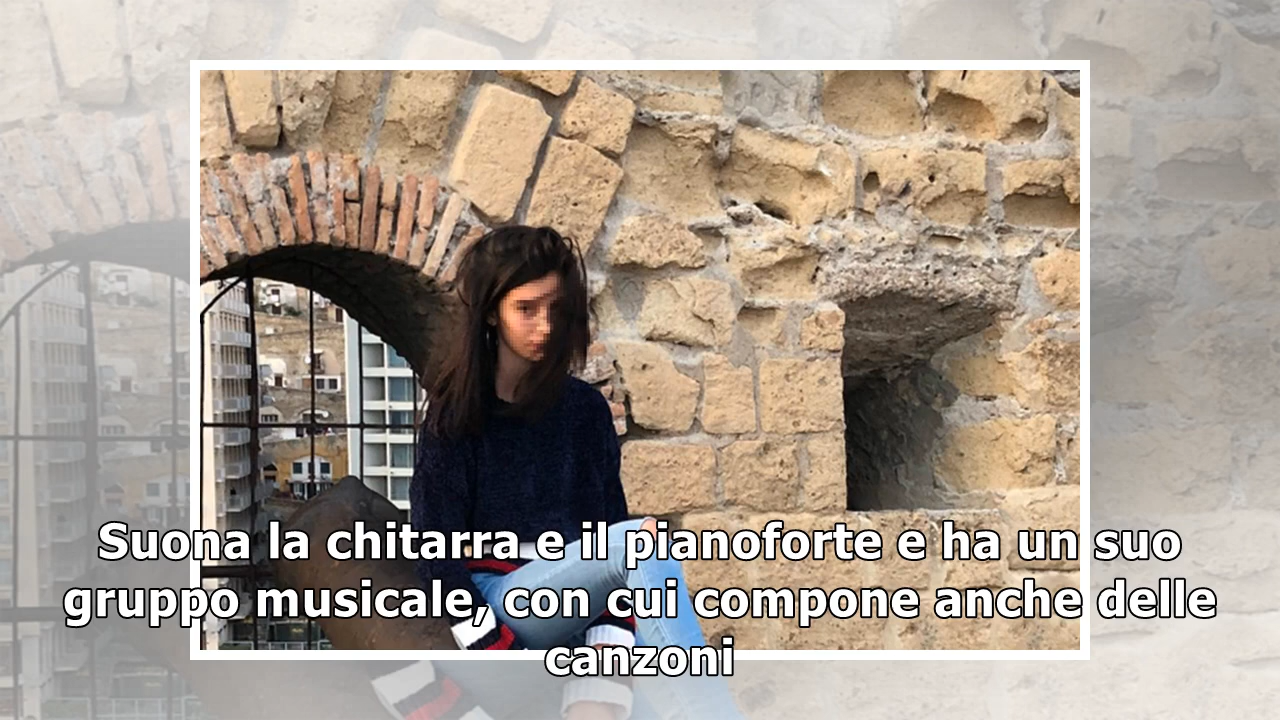 Suona la chitarra e il pianoforte e ha un suo
gruppo musicale, con cui compone anche delle
canzoni